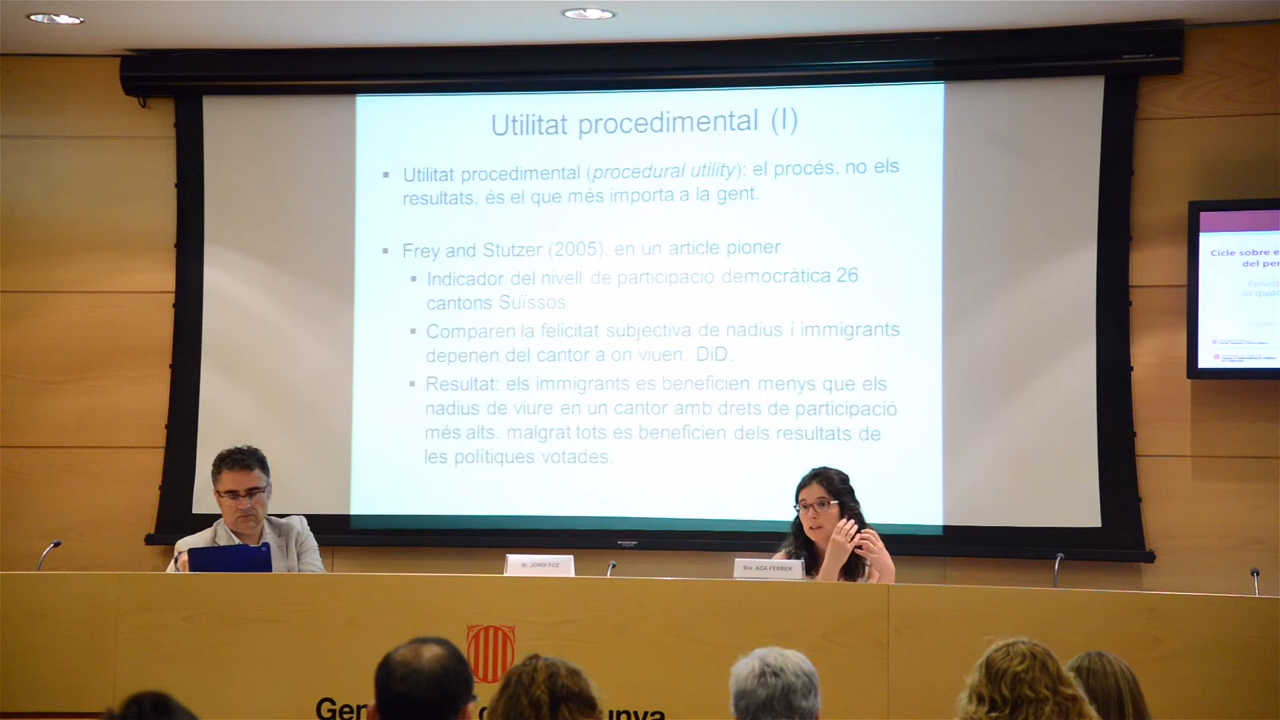 Utilitat procedimental (I)
Utilitat procedimental (procedural utility): el procés, no els
resultats, és el que més importa a la gent.
Frey and Stutzer (2005), en un article pioner
Indicador del nivell de participació democràtica 26
cantons Suïssos
Comparen la felicitat subjectiva de nadius i immigrants
depenen del cantor a on viuen. DiD.
Resultat: els immigrants es beneficien menys que els
nadius de viure en un cantor amb drets de participació
més alts, malgrat tots es beneficien dels resultats de
les polítiques votades.
Cicle sobre e
del per
Felicit
la qual
Sr. JORDI FOZ
Sra. ADA FERRER
Gen
unya